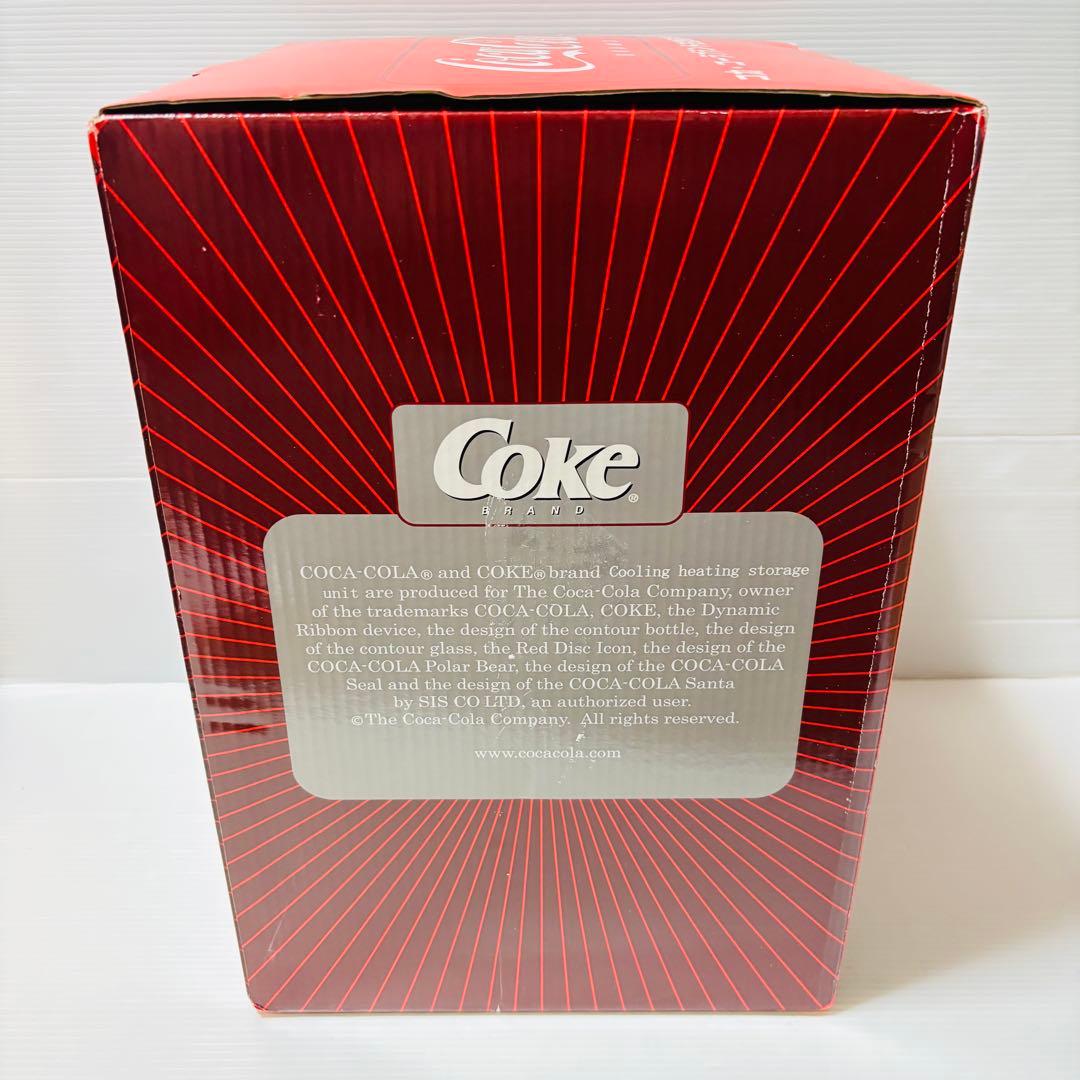 Coca-Cola
BRAND
Coke®
BRAND
COCA-COLA® and COKE® brand Cooling heating storage
unit are produced for The Coca-Cola Company, owner
of the trademarks COCA-COLA, COKE, the Dynamic
Ribbon device, the design of the contour bottle, the design
of the contour glass, the Red Disc Icon, the design of the
COCA-COLA Polar Bear, the design of the COCA-COLA
Seal and the design of the COCA-COLA Santa
by SIS CO LTD, an authorized user.
©The Coca-Cola Company. All rights reserved.
www.cocacola.com